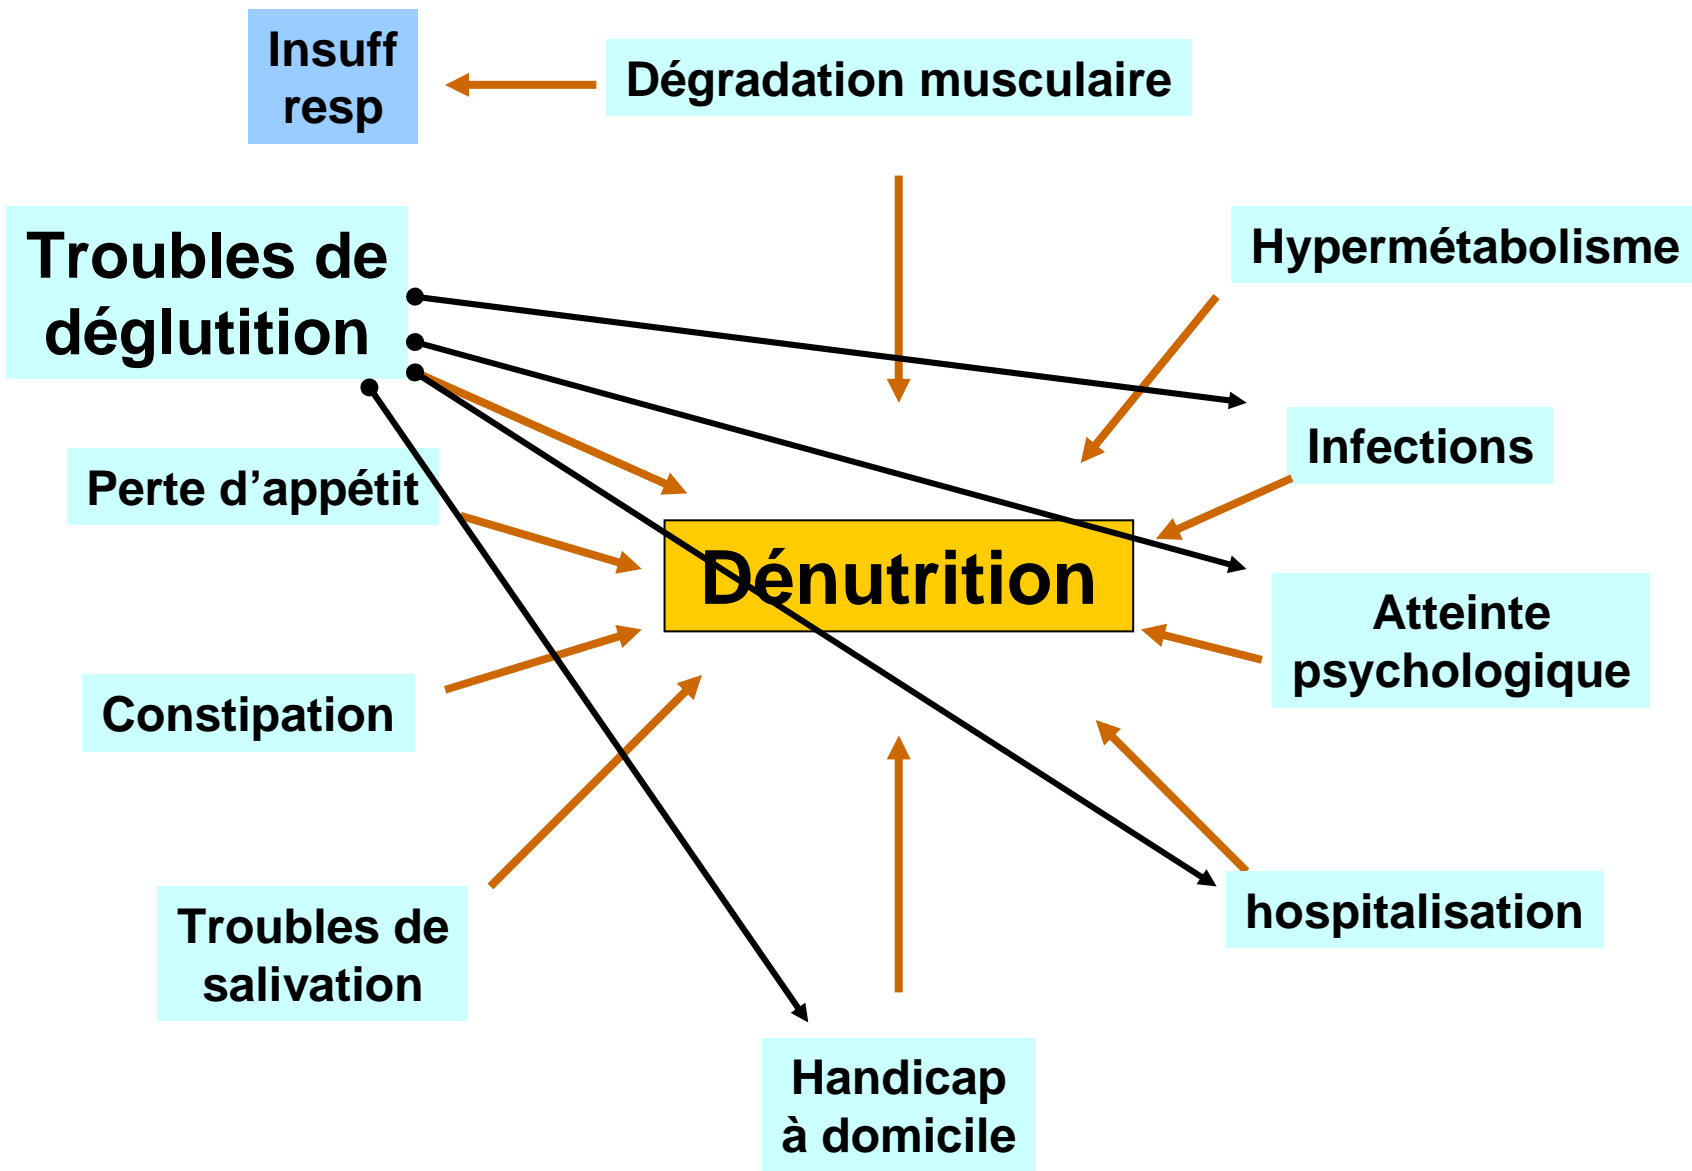 Insuff
resp
Dégradation musculaire
Troubles de
déglutition
Hypermétabolisme
Infections
Perte d’appétit
Dénutrition
Atteinte
psychologique
Constipation
hospitalisation
Troubles de
salivation
Handicap
à domicile